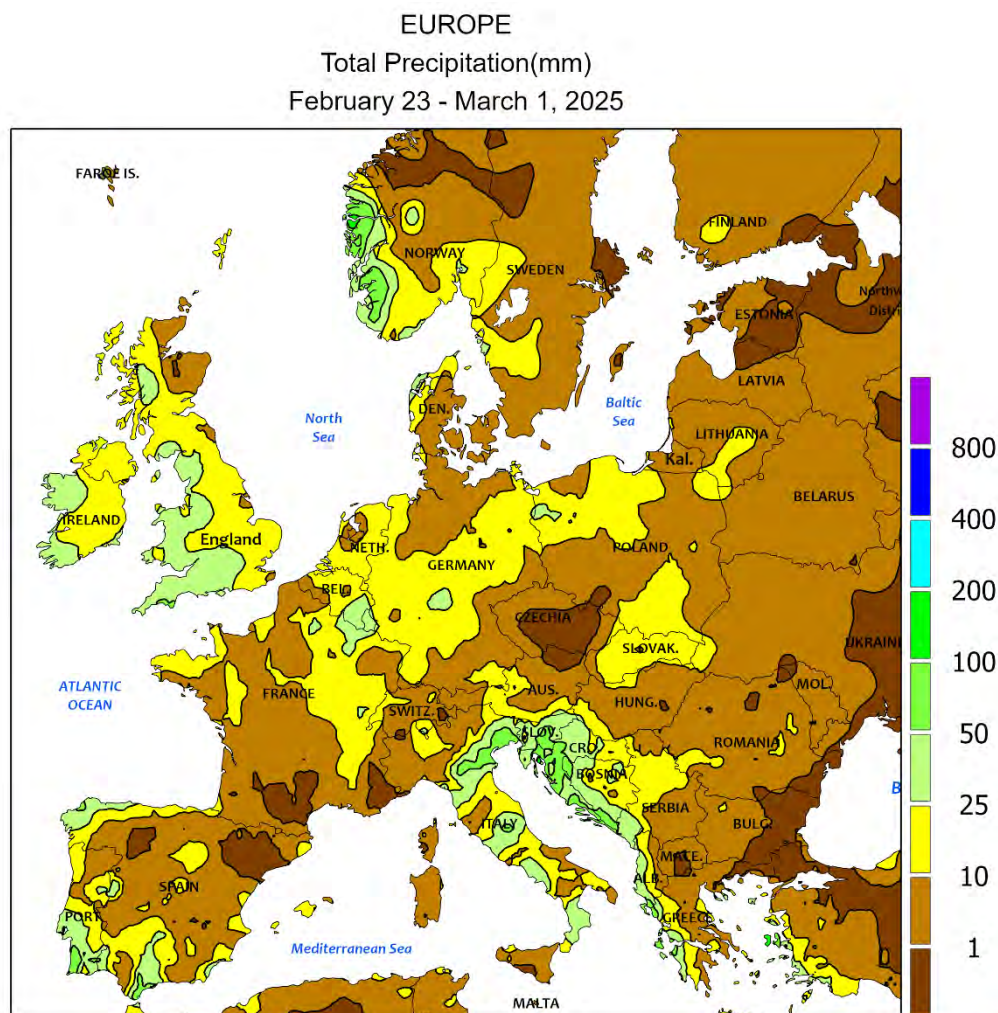 EUROPE
Total Precipitation(mm)
February 23 - March 1, 2025
FAROE IS.
FINLAND
NORWAY
SWEDEN
ESTONIA
LATVIA
North
Sea
Baltic
Sea
DEN.
LITHUANIA
Kal.
BELARUS
IRELAND
England
NETH.
POLAND
GERMANY
BEL.
CZECHIA
UKRAINE
SLOVAK.
ATLANTIC
OCEAN
FRANCE
AUS.
HUNG.
MOL.
SWITZ.
SLOV.
CRO.
ROMANIA
BOSNIA
SERBIA
ITALY
BULG.
B
MACE.
ALB.
SPAIN
PORT.
GREECE
Mediterranean Sea
MALTA
800
400
200
100
50
25
10
1